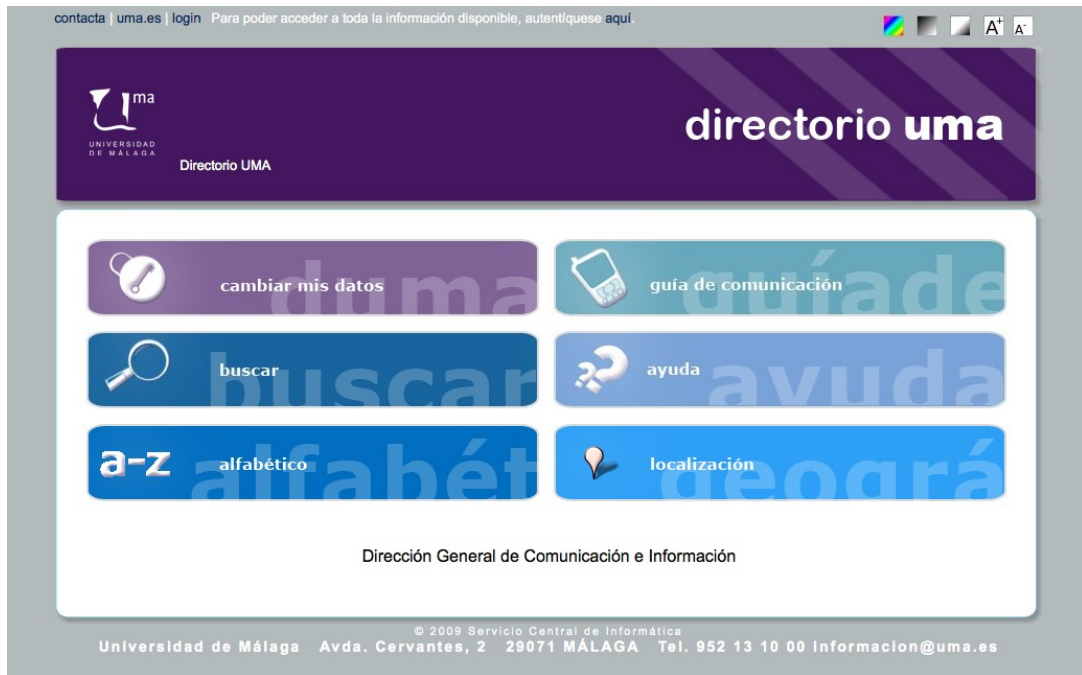 contacta | uma.es | login Para poder acceder a toda la información disponible, autentíquese aquí.
A+ A-
uma
UNIVERSIDAD
DE MÁLAGA
Directorio UMA
directorio uma
cambiar mis datos
duma
guía de comunicación
guíade
buscar
buscar
ayuda
ayuda
a-z
alfabético
alfabét
localización
geográ
Dirección General de Comunicación e Información
© 2009 Servicio Central de Informática
Universidad de Málaga Avda. Cervantes, 2 29071 MÁLAGA Tel. 952 13 10 00 informacion@uma.es